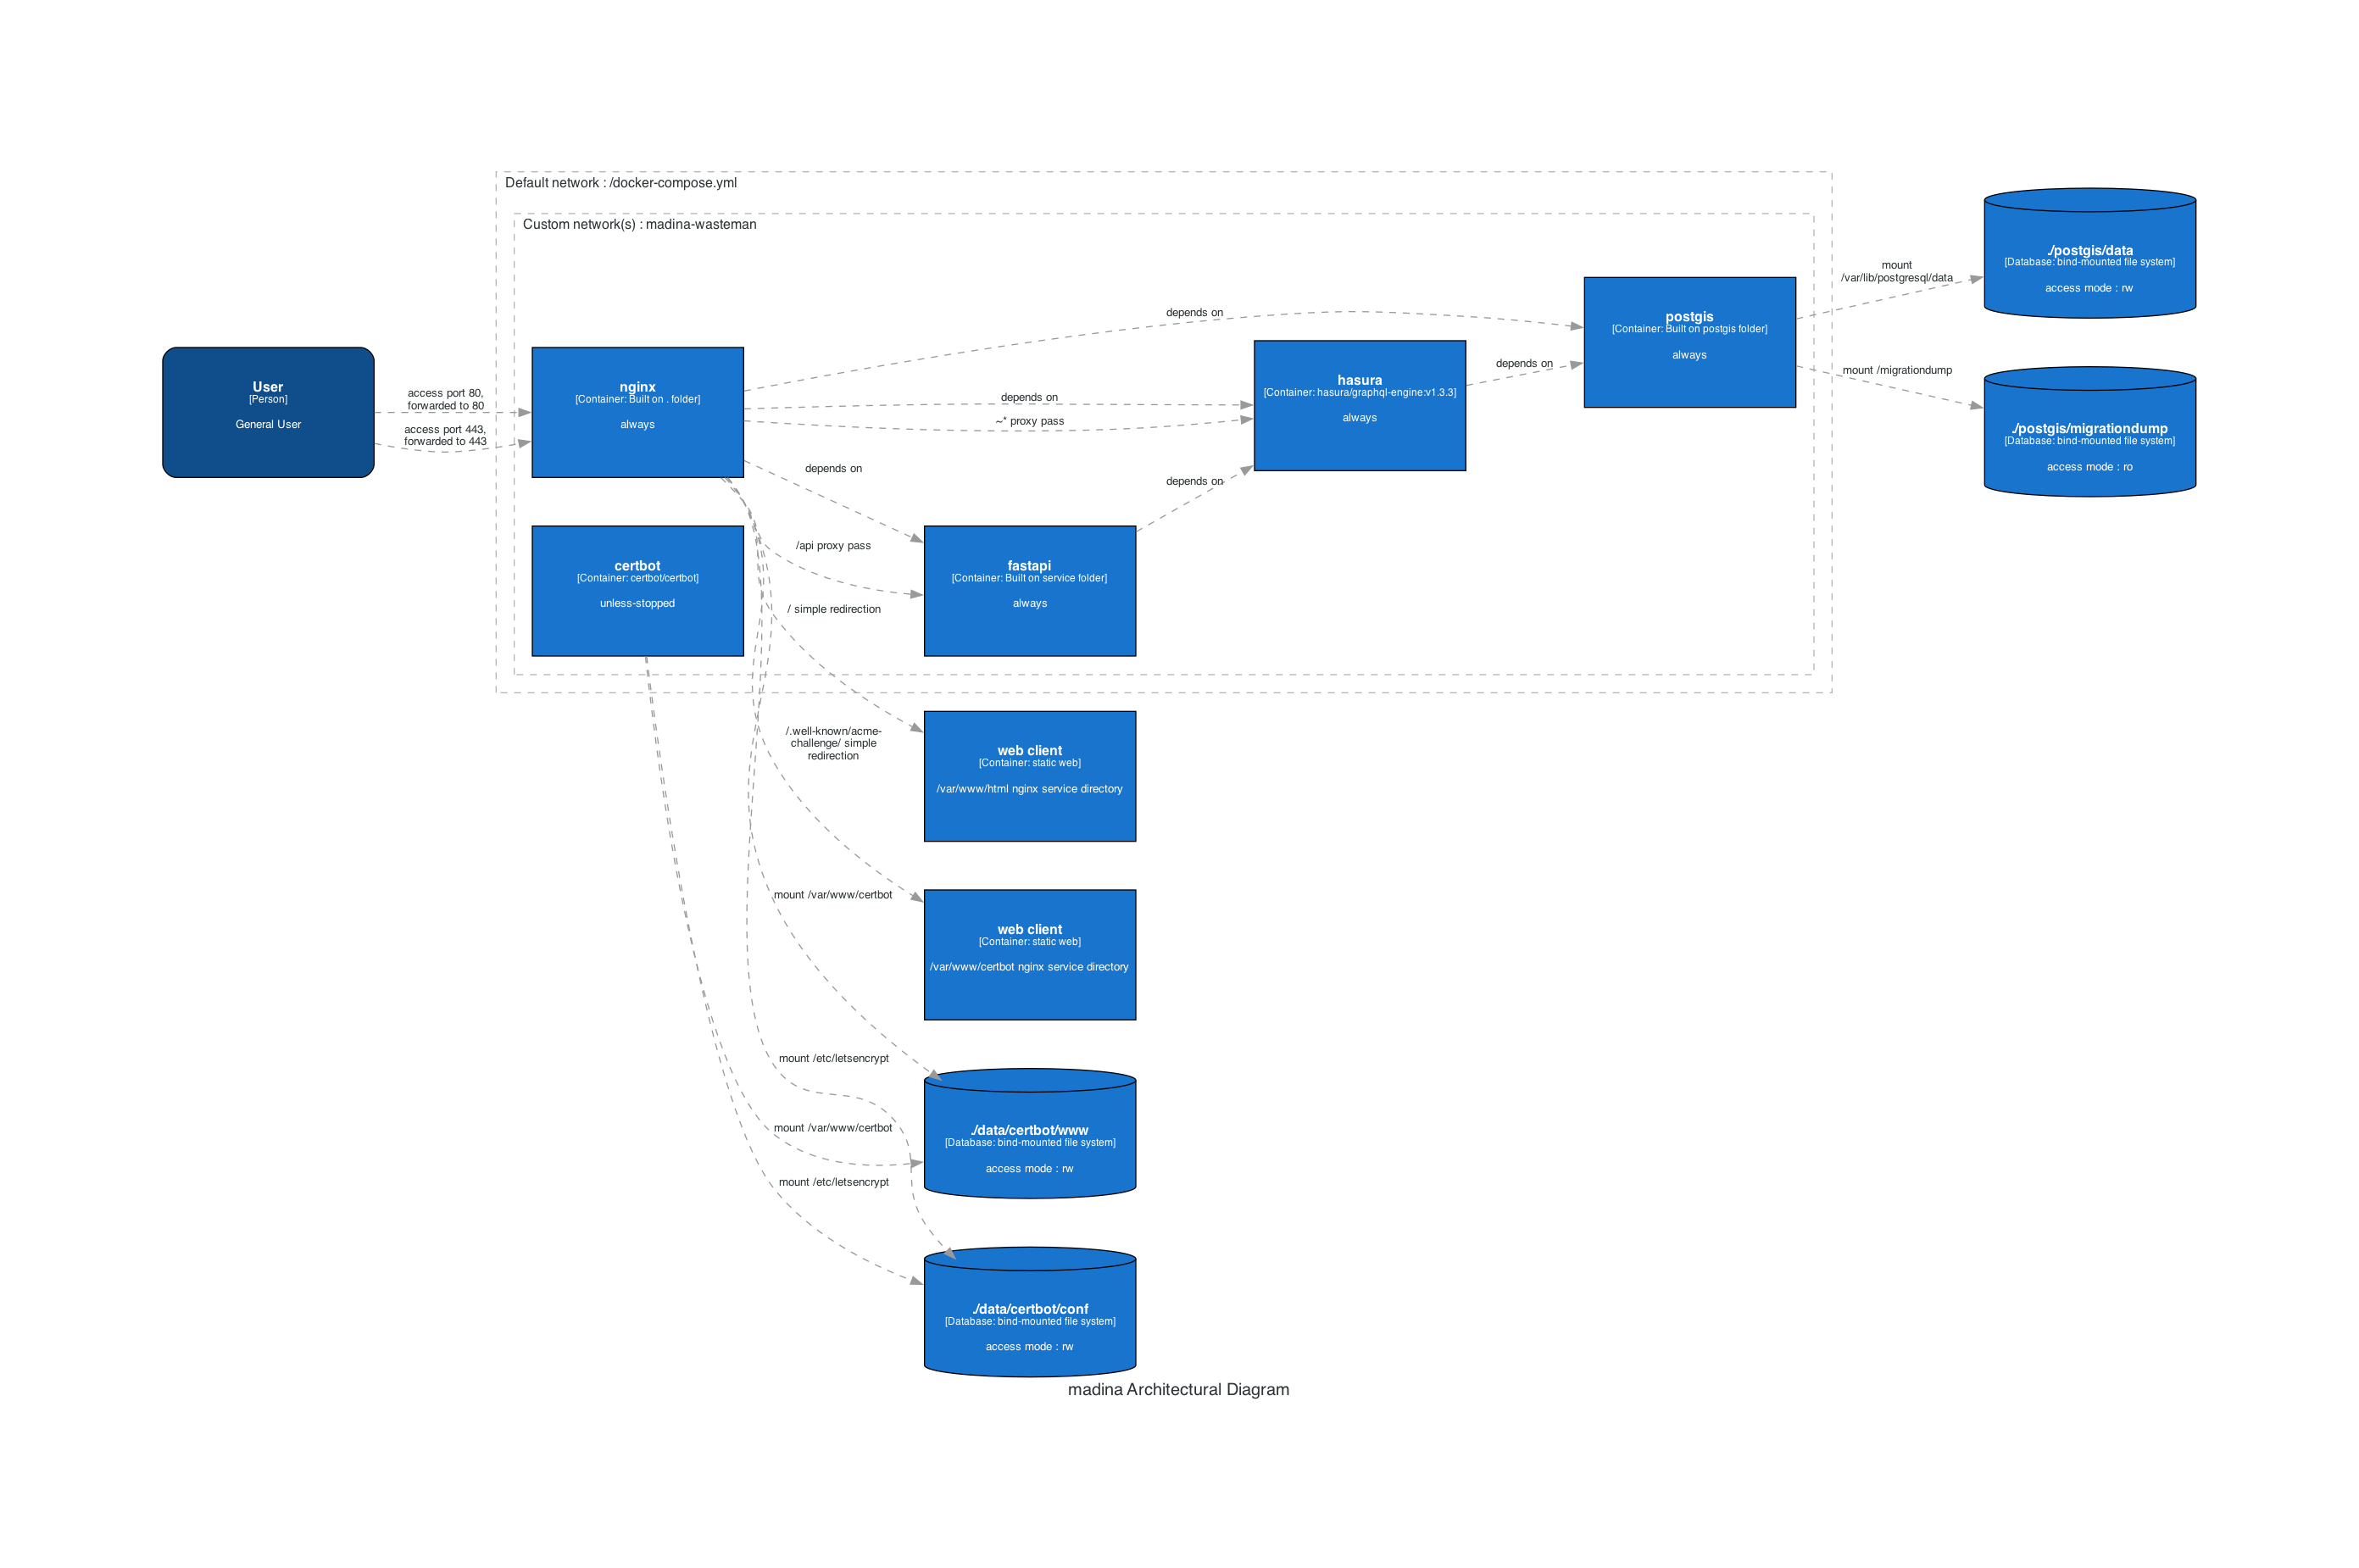 Default network : /docker-compose.yml
Custom network(s) : madina-wasteman
User
[Person]
General User
access port 80,
forwarded to 80
access port 443,
forwarded to 443
nginx
[Container: Built on . folder]
always
certbot
[Container: certbot/certbot]
unless-stopped
depends on
depends on
~* proxy pass
depends on
/api proxy pass
/ simple redirection
depends on
fastapi
[Container: Built on service folder]
always
hasura
[Container: hasura/graphql-engine:v1.3.3]
always
depends on
postgis
[Container: Built on postgis folder]
always
mount
/var/lib/postgresql/data
mount /migrationdump
./postgis/data
[Database: bind-mounted file system]
access mode : rw
./postgis/migrationdump
[Database: bind-mounted file system]
access mode : ro
/.well-known/acme-
challenge/ simple
redirection
web client
[Container: static web]
/var/www/html nginx service directory
mount /var/www/certbot
web client
[Container: static web]
/var/www/certbot nginx service directory
mount /etc/letsencrypt
mount /var/www/certbot
./data/certbot/www
[Database: bind-mounted file system]
access mode : rw
mount /etc/letsencrypt
./data/certbot/conf
[Database: bind-mounted file system]
access mode : rw
madina Architectural Diagram